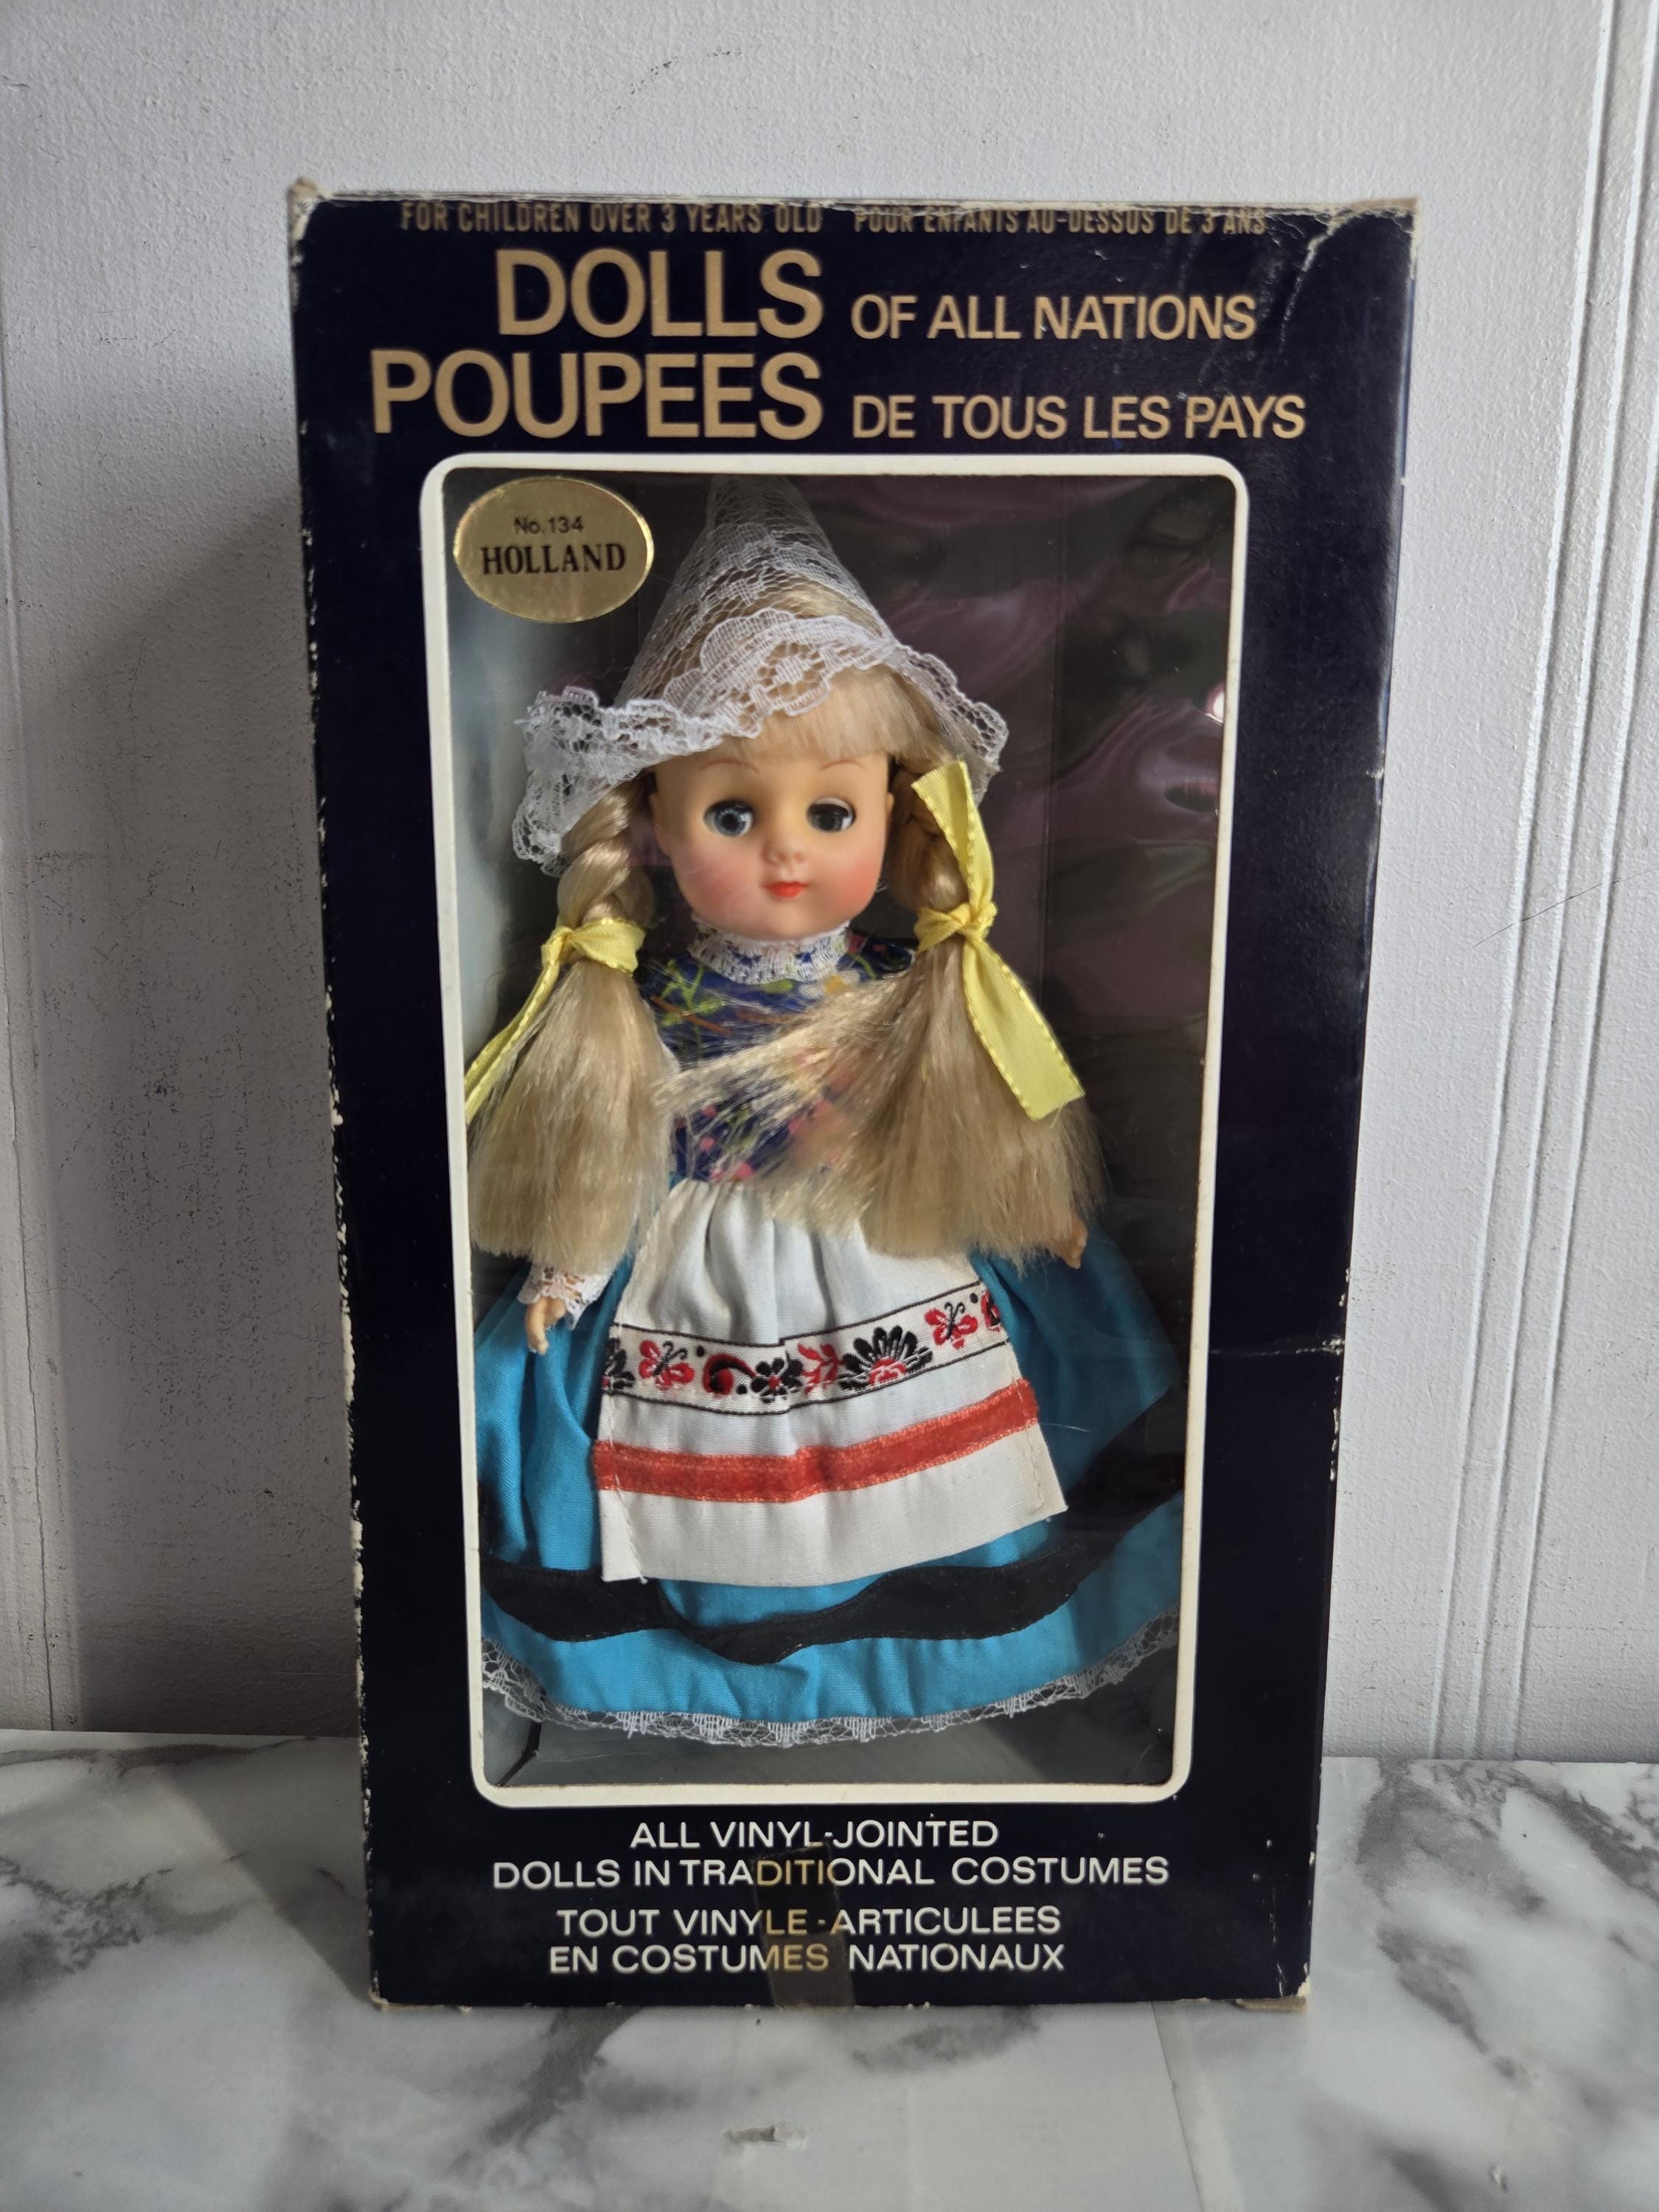 FOR CHILDREN OVER 3 YEARS OLD POUR ENFANTS AU-DESSUS DE 3 ANS
DOLLS OF ALL NATIONS
POUPEES DE TOUS LES PAYS
No. 134
HOLLAND
ALL VINYL-JOINTED
DOLLS IN TRADITIONAL COSTUMES
TOUT VINYLE-ARTICULEES
EN COSTUMES NATIONAUX